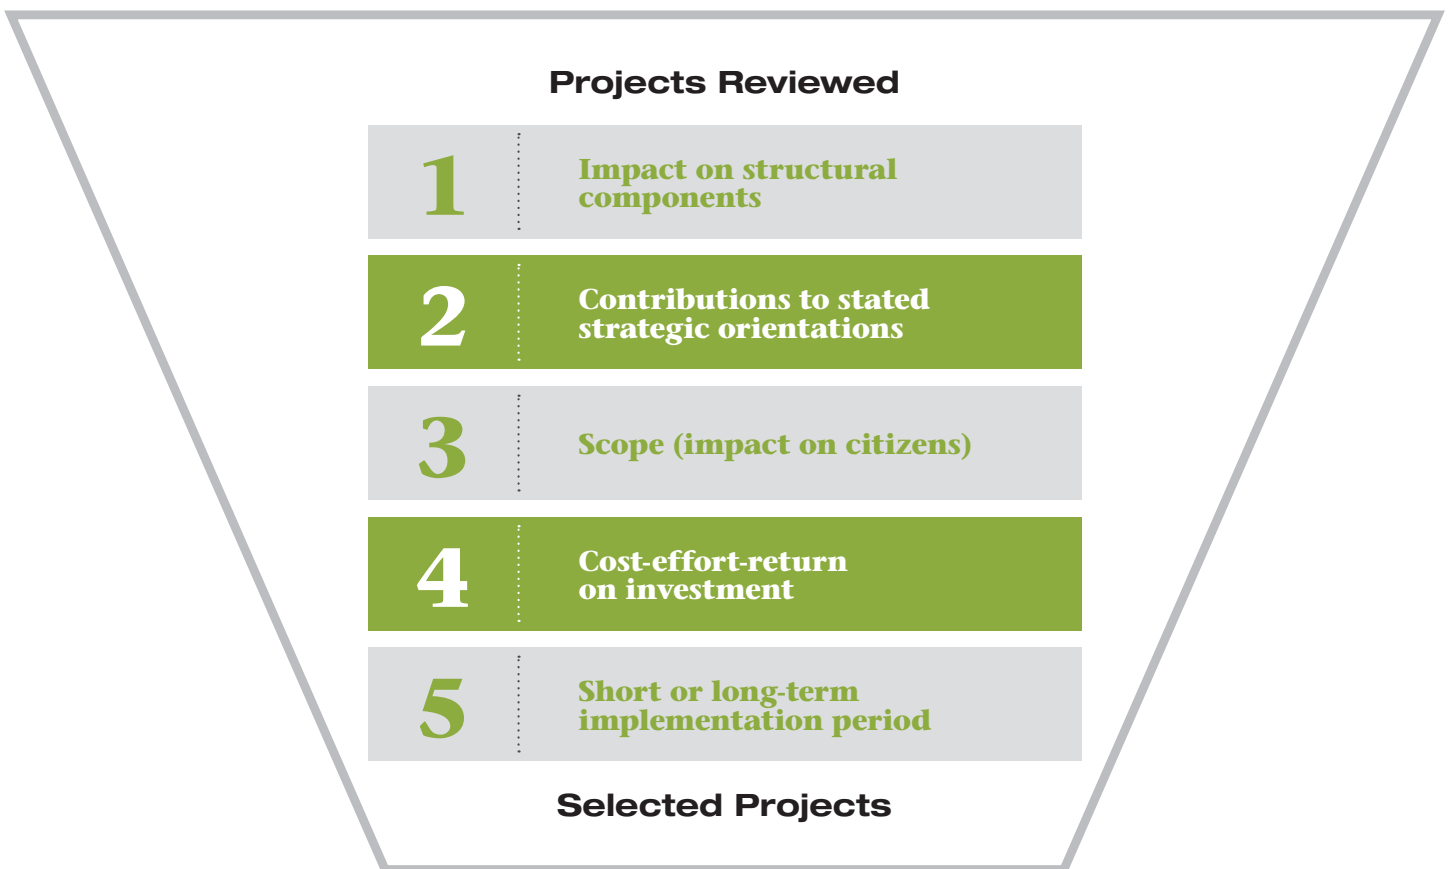 Projects Reviewed
1
Impact on structural
components
2
Contributions to stated
strategic orientations
3
Scope (impact on citizens)
4
Cost-effort-return
on investment
5
Short or long-term
implementation period
Selected Projects